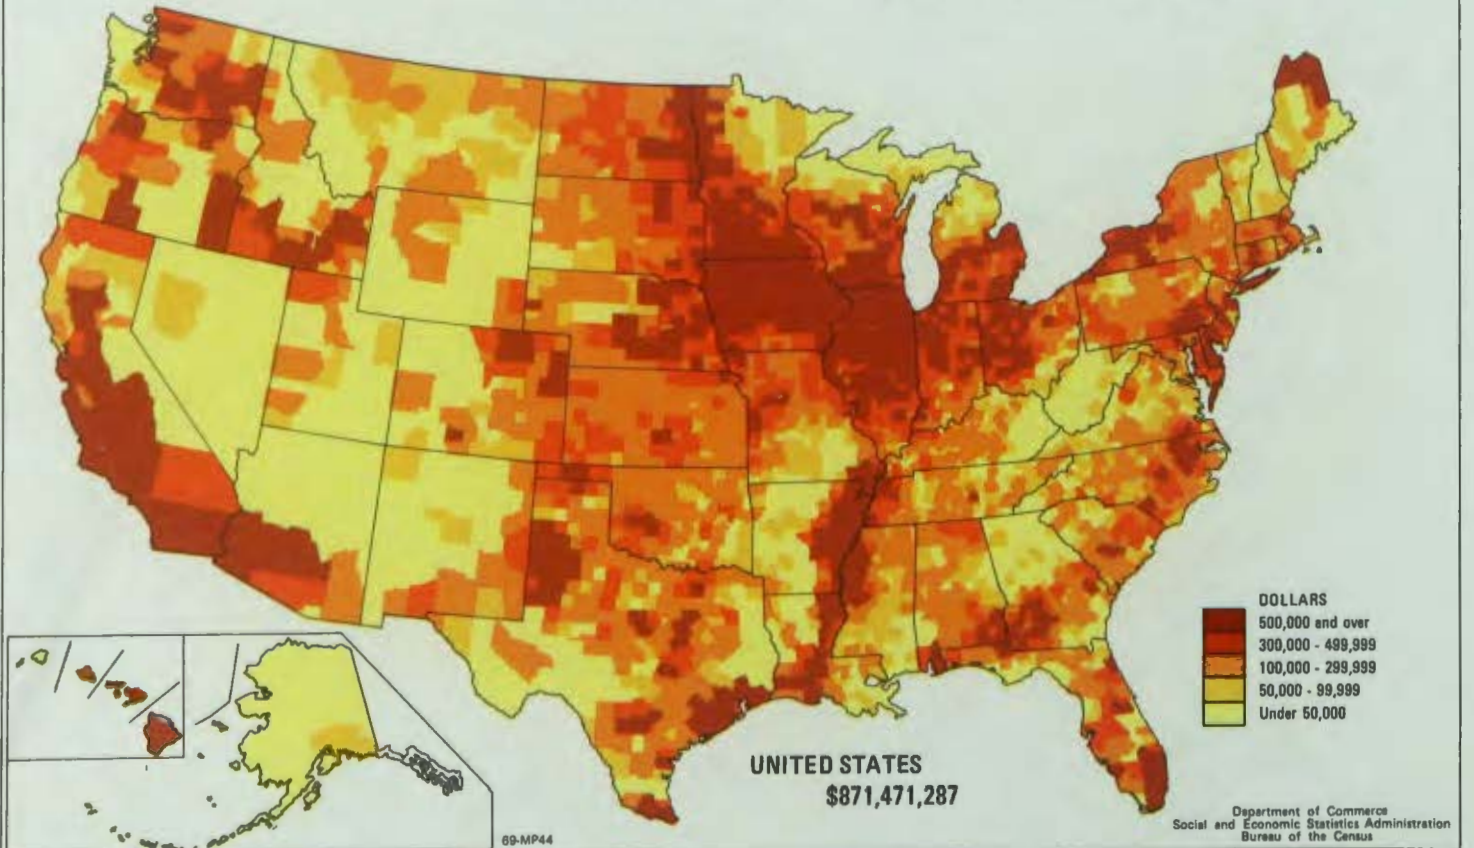 DOLLARS
500,000 and over
300,000 - 499,999
100,000 - 299,999
50,000 - 99,999
Under 50,000
UNITED STATES
$871,471,287
69-MP44
Department of Commerce
Social and Economic Statistics Administration
Bureau of the Census